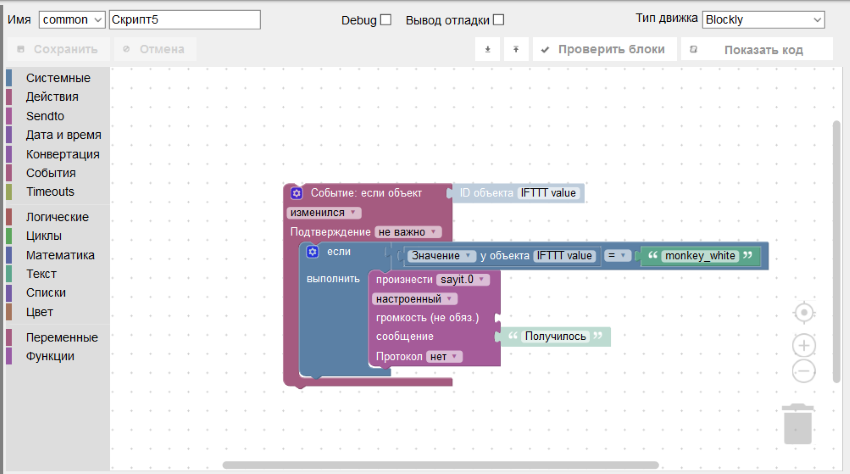 Имя common Скрипт5 Debug Вывод отладки Тип движка Blockly
Сохранить Отмена Проверить блоки Показать код
Системные
Действия
Sendto
Дата и время
Конвертация
События
Timeouts
Логические
Циклы
Математика
Текст
Списки
Цвет
Переменные
Функции
Событие: если объект ID объекта IFTTT value
изменился
Подтверждение не важно
если Значение у объекта IFTTT value = “ monkey_white ”
выполнить произнести sayit.0
настроенный
громкость (не обяз.)
сообщение “ Получилось ”
Протокол нет